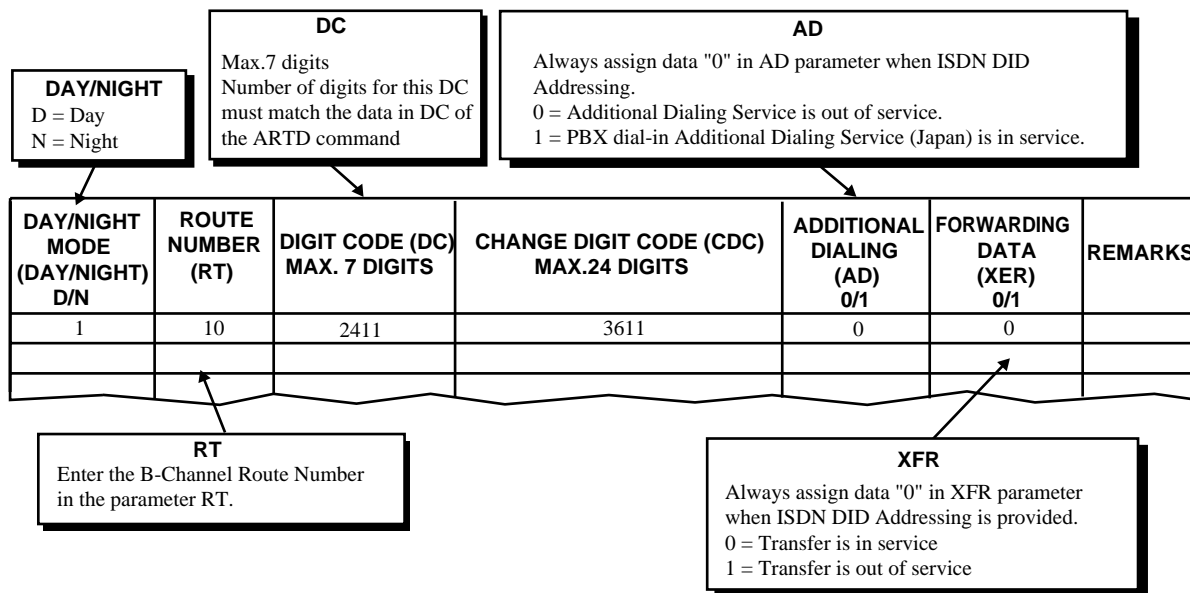 DC
Max.7 digits
Number of digits for this DC
must match the data in DC of
the ARTD command
AD
Always assign data "0" in AD parameter when ISDN DID
Addressing.
0 = Additional Dialing Service is out of service.
1 = PBX dial-in Additional Dialing Service (Japan) is in service.
DAY/NIGHT
D = Day
N = Night
DAY/NIGHT
MODE
(DAY/NIGHT)
D/N
ROUTE
NUMBER
(RT)
DIGIT CODE (DC)
MAX. 7 DIGITS
CHANGE DIGIT CODE (CDC)
MAX.24 DIGITS
ADDITIONAL
DIALING
(AD)
0/1
FORWARDING
DATA
(XER)
0/1
REMARKS
1 10 2411 3611 0 0
RT
Enter the B-Channel Route Number
in the parameter RT.
XFR
Always assign data "0" in XFR parameter
when ISDN DID Addressing is provided.
0 = Transfer is in service
1 = Transfer is out of service